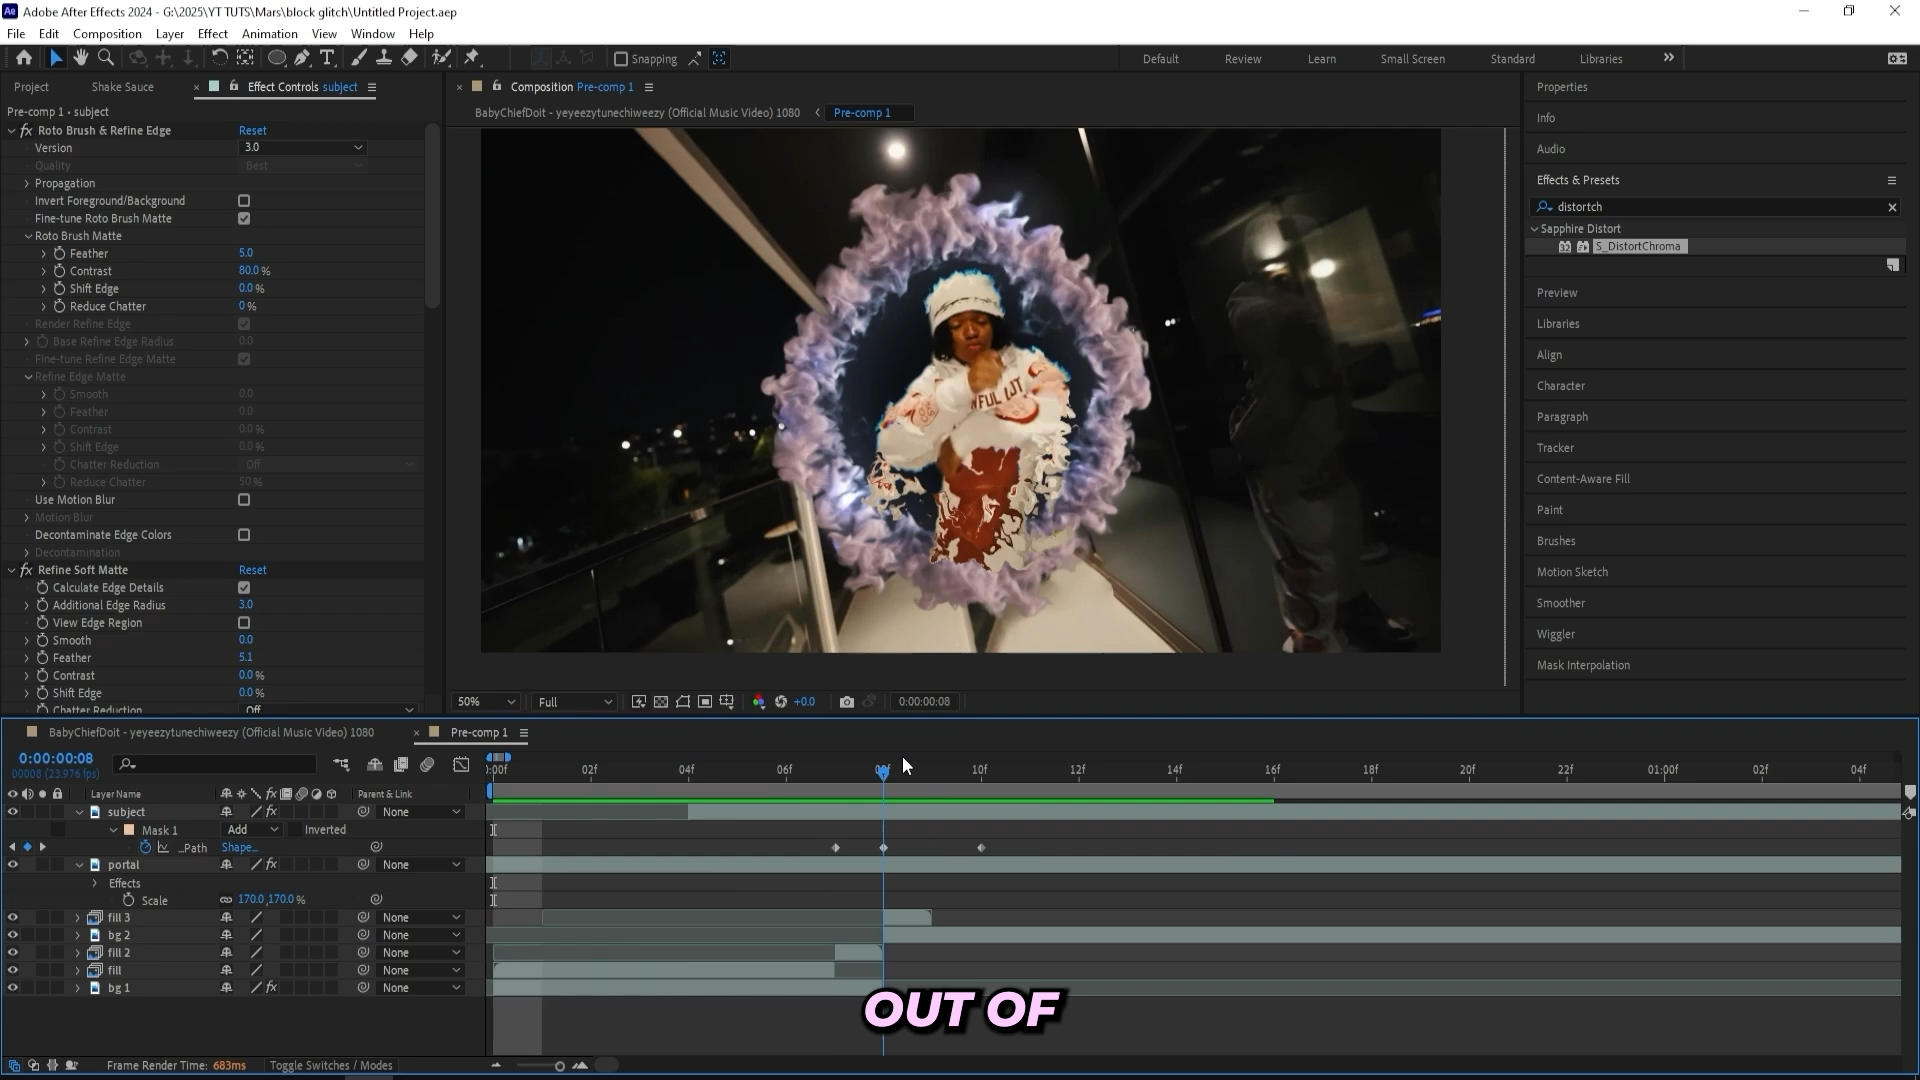 Adobe After Effects 2024 - G:\2025\YT TUTS\Mars\block glitch\Untitled Project.aep
File Edit Composition Layer Effect Animation View Window Help
Snapping Default Review Learn Small Screen Standard Libraries
Project Shake Sauce Effect Controls subject
Composition Pre-comp 1
Properties
Pre-comp 1 • subject
BabyChiefDoit - yeyeezytunechiweezy (Official Music Video) 1080 Pre-comp 1
Info
Roto Brush & Refine Edge Reset
Version 3.0
Audio
Quality Best
Propagation
Effects & Presets
Invert Foreground/Background
distortch
Fine-tune Roto Brush Matte
Sapphire Distort
Roto Brush Matte
S_DistortChroma
Feather 5.0
Contrast 80.0 %
Shift Edge 0.0 %
Preview
Reduce Chatter 0 %
Libraries
Render Refine Edge
Base Refine Edge Radius 0.0
Align
Fine-tune Refine Edge Matte
Refine Edge Matte
Character
Smooth 0.0
Feather 0.0
Paragraph
Contrast 0.0 %
Shift Edge 0.0 %
Tracker
Chatter Reduction Off
Reduce Chatter 50 %
Content-Aware Fill
Use Motion Blur
Motion Blur
Paint
Decontaminate Edge Colors
Brushes
Decontamination
Refine Soft Matte Reset
Motion Sketch
Calculate Edge Details
Additional Edge Radius 3.0
Smoother
View Edge Region
Smooth 0.0
Wiggler
Feather 5.1
Mask Interpolation
Contrast 0.0 %
Shift Edge 0.0 %
Chatter Reduction Off
50% Full +0.0 0:00:00:08
BabyChiefDoit - yeyeezytunechiweezy (Official Music Video) 1080 Pre-comp 1
0:00:00:08
00008 (23.976 fps)
:00f 02f 04f 06f 08f 10f 12f 14f 16f 18f 20f 22f 01:00f 02f 04f
Layer Name Parent & Link
subject None
Mask 1 Add Inverted
Path Shape...
portal None
Effects
Scale 170.0,170.0 %
fill 3 None
bg 2 None
fill 2 None
fill None
bg 1 None
OUT OF
Frame Render Time: 683ms Toggle Switches / Modes